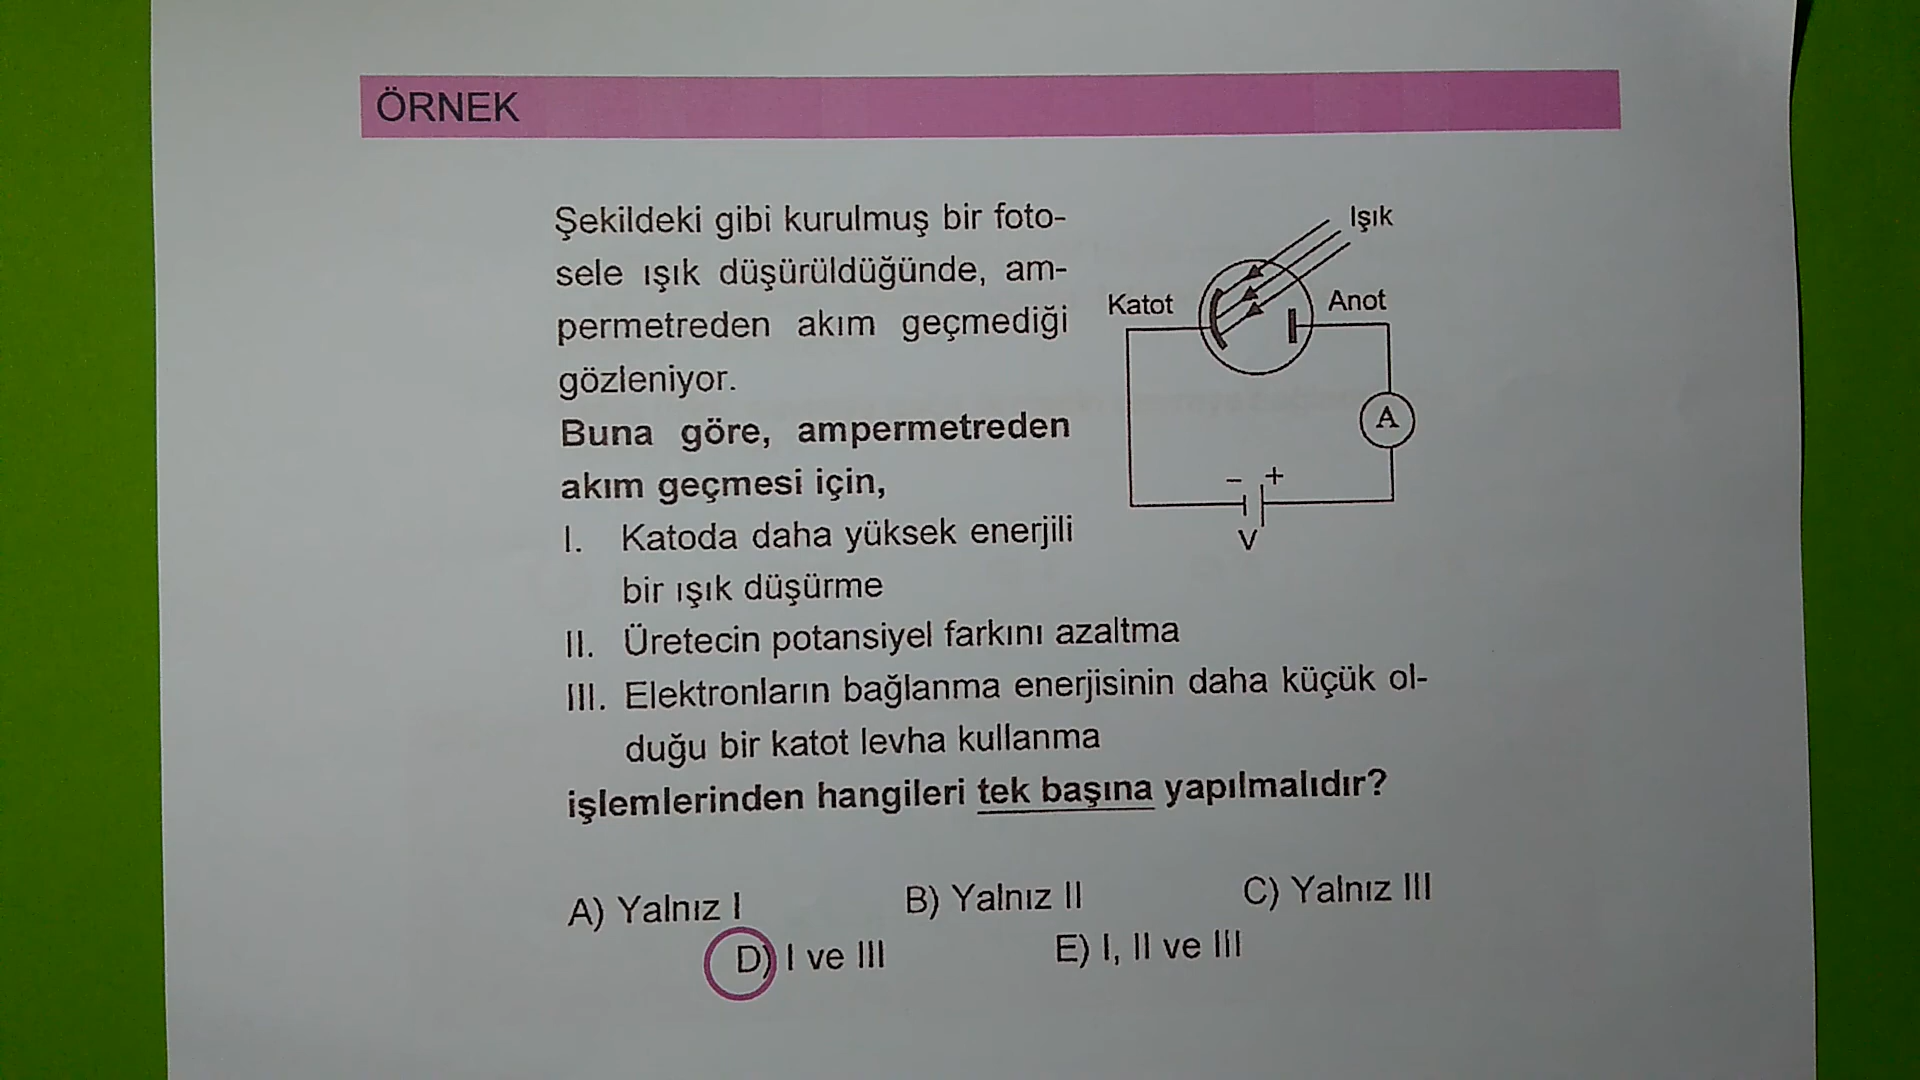 ÖRNEK
Şekildeki gibi kurulmuş bir foto-
sele ışık düşürüldüğünde, am-
permetreden akım geçmediği
gözleniyor.
Buna göre, ampermetreden
akım geçmesi için,
I. Katoda daha yüksek enerjili
bir ışık düşürme
II. Üretecin potansiyel farkını azaltma
III. Elektronların bağlanma enerjisinin daha küçük ol-
duğu bir katot levha kullanma
işlemlerinden hangileri tek başına yapılmalıdır?
Işık
Katot
Anot
A
- +
V
A) Yalnız I B) Yalnız II C) Yalnız III
D) I ve III E) I, II ve III